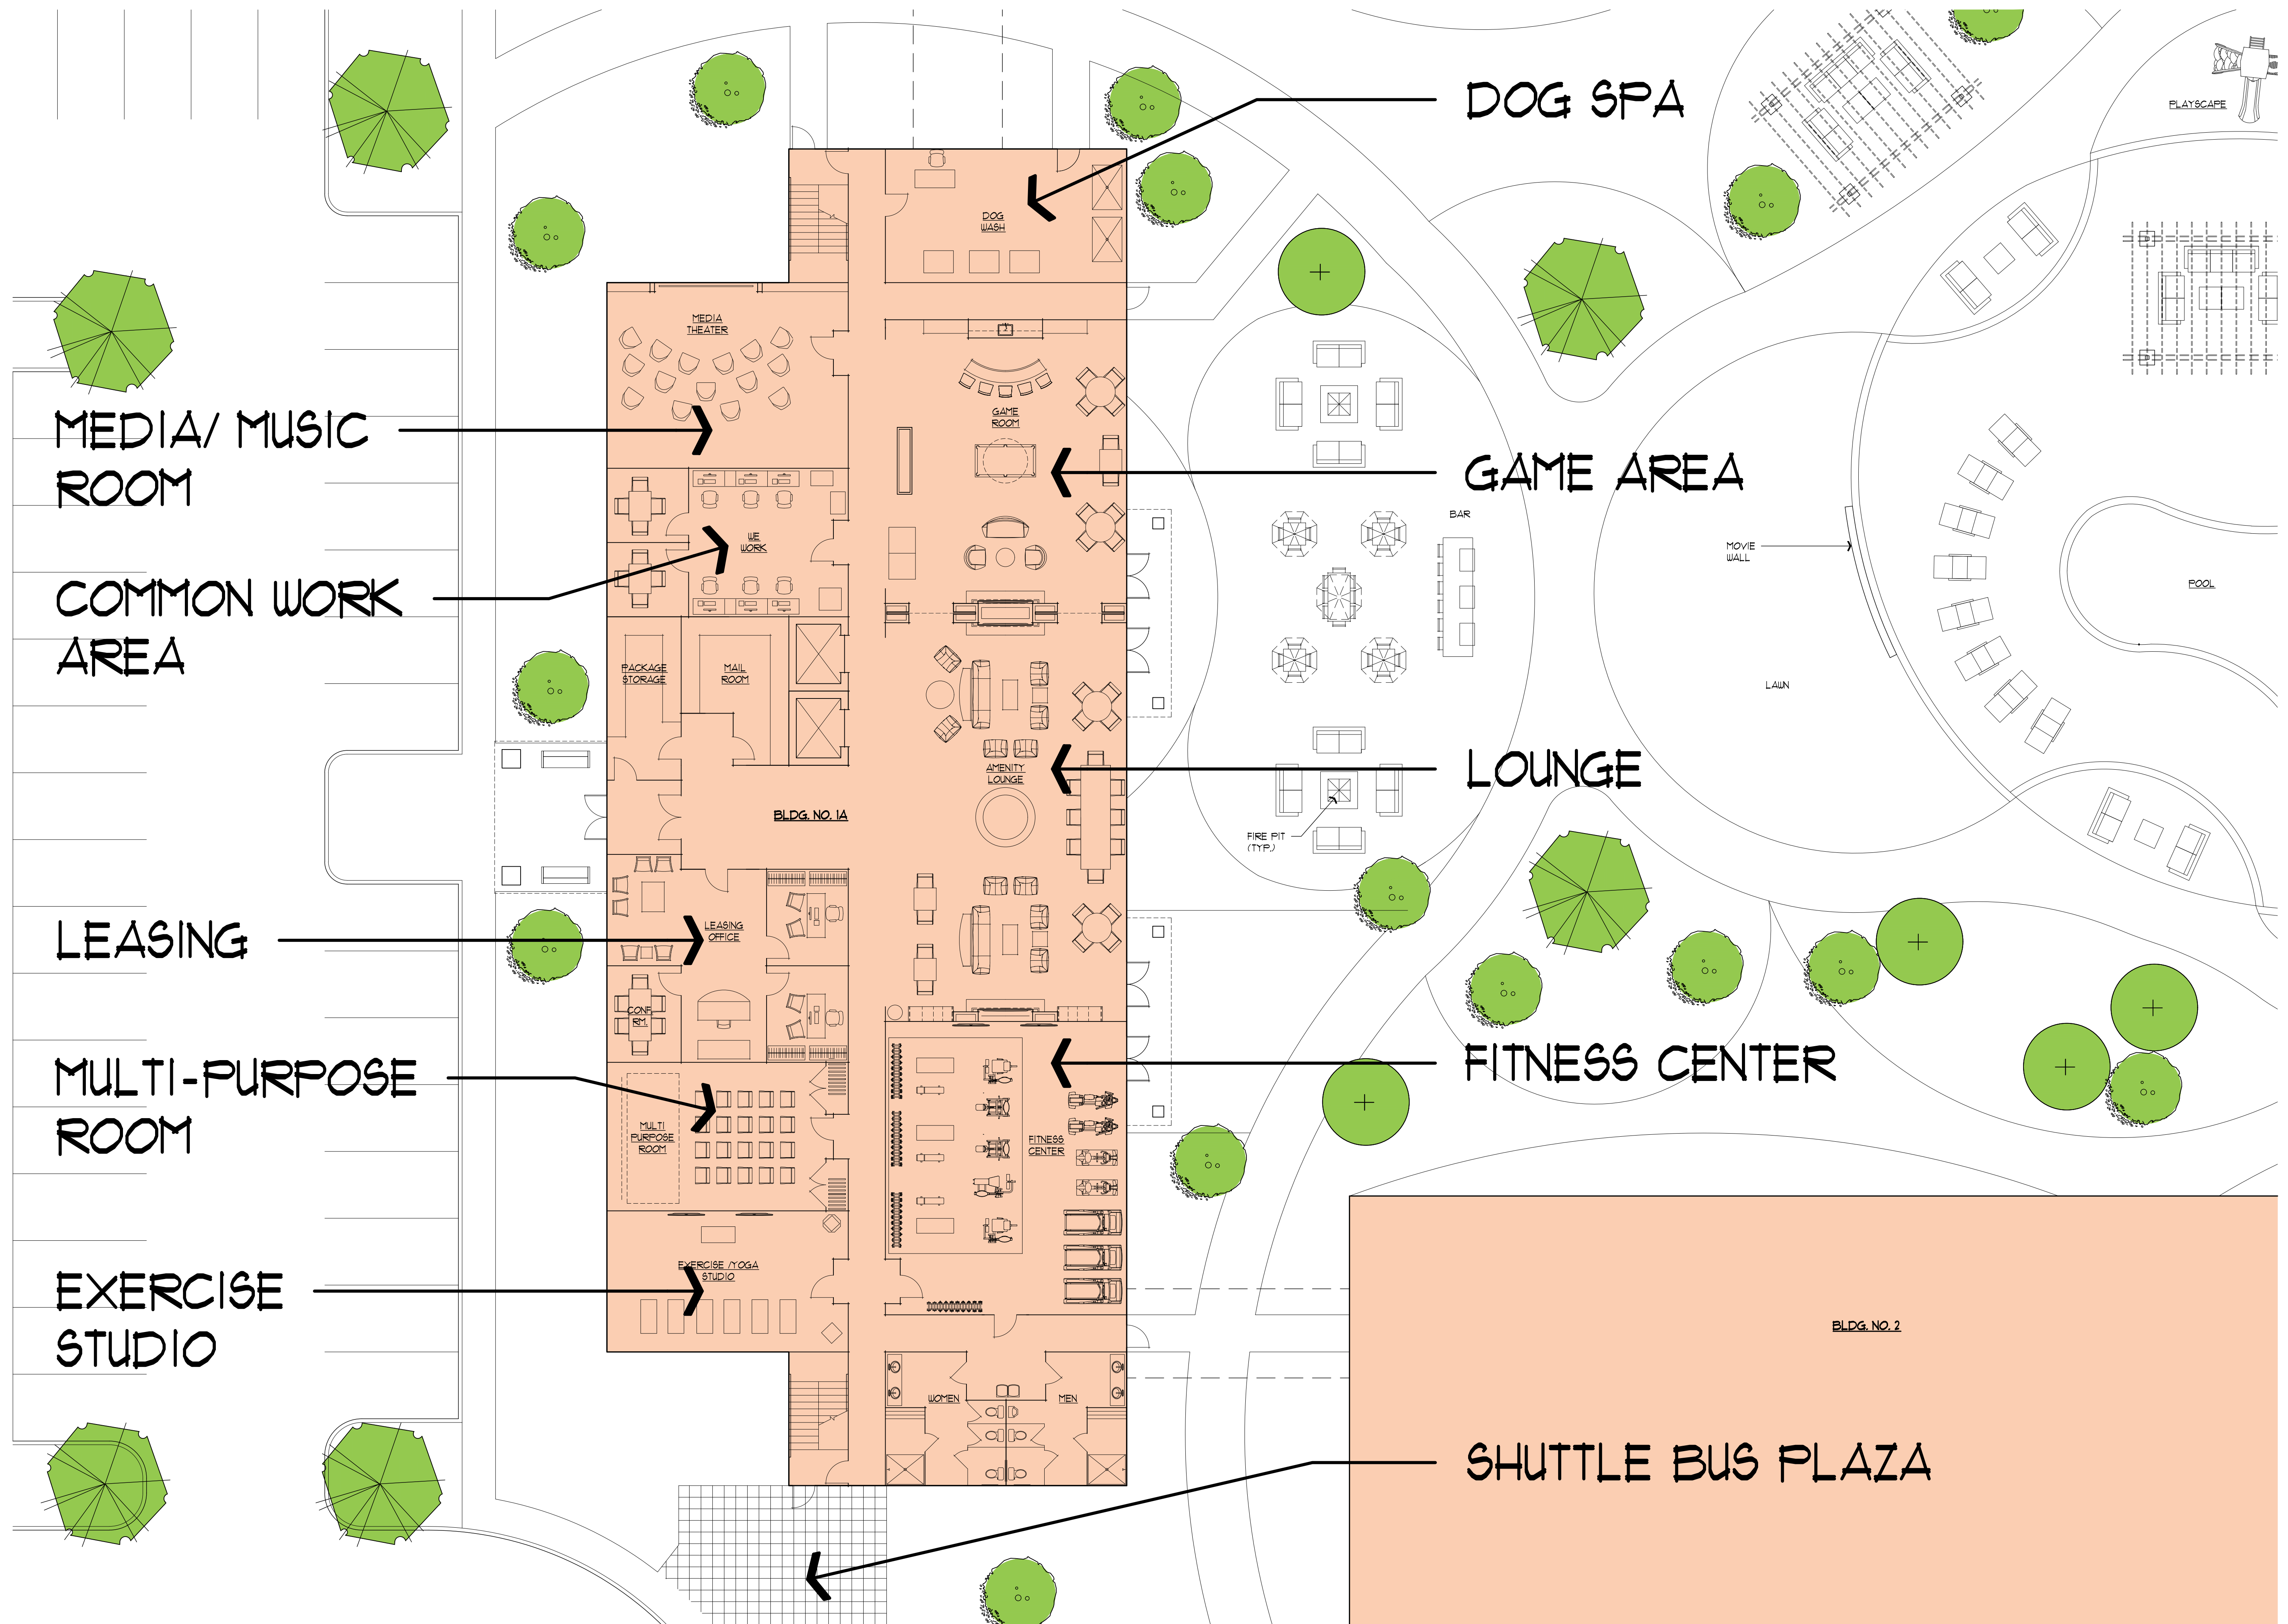 DOG SPA
PLAYSCAPE
DOG
WASH
MEDIA
THEATER
MEDIA/ MUSIC
ROOM
GAME
ROOM
GAME AREA
BAR
WE
WORK
MOVIE
WALL
COMMON WORK
AREA
POOL
PACKAGE
STORAGE
MAIL
ROOM
LAWN
AMENITY
LOUNGE
LOUNGE
BLDG. NO. 1A
FIRE PIT
(TYP.)
LEASING
LEASING
OFFICE
CONF.
RM.
MULTI-PURPOSE
ROOM
MULTI
PURPOSE
ROOM
FITNESS CENTER
FITNESS
CENTER
EXERCISE
STUDIO
EXERCISE /YOGA
STUDIO
BLDG. NO. 2
WOMEN
MEN
SHUTTLE BUS PLAZA